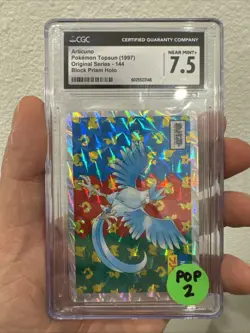 CGC
CERTIFIED GUARANTY COMPANY®
Articuno
Pokémon Topsun (1997)
Original Series - 144
Block Prism Holo
NEAR MINT+
7.5
POP
2